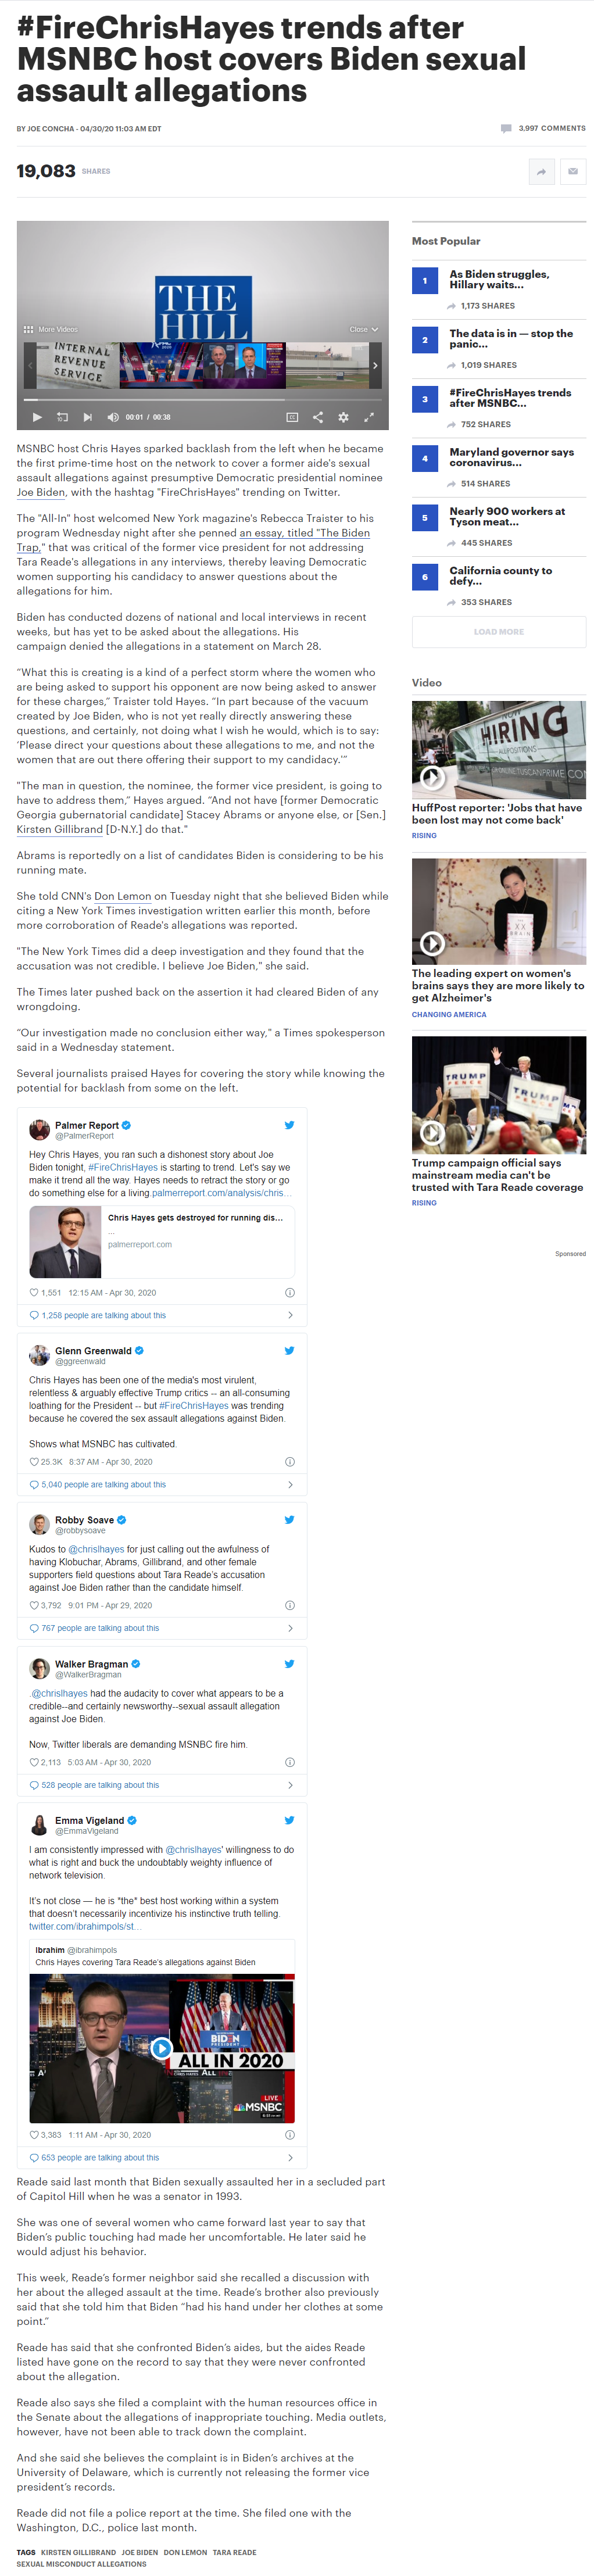 #FireChrisHayes trends after
MSNBC host covers Biden sexual
assault allegations
BY JOE CONCHA - 04/30/20 11:03 AM EDT
3,997 COMMENTS
19,083 SHARES
THE
HILL
More Videos
Close
INTERNAL
REVENUE
SERVICE
00:01 / 00:38
MSNBC host Chris Hayes sparked backlash from the left when he became
the first prime-time host on the network to cover a former aide's sexual
assault allegations against presumptive Democratic presidential nominee
Joe Biden, with the hashtag "FireChrisHayes" trending on Twitter.
The "All-In" host welcomed New York magazine's Rebecca Traister to his
program Wednesday night after she penned an essay, titled "The Biden
Trap," that was critical of the former vice president for not addressing
Tara Reade's allegations in any interviews, thereby leaving Democratic
women supporting his candidacy to answer questions about the
allegations for him.
Biden has conducted dozens of national and local interviews in recent
weeks, but has yet to be asked about the allegations. His
campaign denied the allegations in a statement on March 28.
“What this is creating is a kind of a perfect storm where the women who
are being asked to support his opponent are now being asked to answer
for these charges,” Traister told Hayes. “In part because of the vacuum
created by Joe Biden, who is not yet really directly answering these
questions, and certainly, not doing what I wish he would, which is to say:
‘Please direct your questions about these allegations to me, and not the
women that are out there offering their support to my candidacy.’”
"The man in question, the nominee, the former vice president, is going to
have to address them,” Hayes argued. “And not have [former Democratic
Georgia gubernatorial candidate] Stacey Abrams or anyone else, or [Sen.]
Kirsten Gillibrand [D-N.Y.] do that."
Abrams is reportedly on a list of candidates Biden is considering to be his
running mate.
She told CNN's Don Lemon on Tuesday night that she believed Biden while
citing a New York Times investigation written earlier this month, before
more corroboration of Reade's allegations was reported.
"The New York Times did a deep investigation and they found that the
accusation was not credible. I believe Joe Biden," she said.
The Times later pushed back on the assertion it had cleared Biden of any
wrongdoing.
“Our investigation made no conclusion either way," a Times spokesperson
said in a Wednesday statement.
Several journalists praised Hayes for covering the story while knowing the
potential for backlash from some on the left.
Palmer Report
@PalmerReport
Hey Chris Hayes, you ran such a dishonest story about Joe
Biden tonight, #FireChrisHayes is starting to trend. Let's say we
make it trend all the way. Hayes needs to retract the story or go
do something else for a living.palmerreport.com/analysis/chris...
Chris Hayes gets destroyed for running dis...
...
palmerreport.com
1,551 12:15 AM - Apr 30, 2020
1,258 people are talking about this
Glenn Greenwald
@ggreenwald
Chris Hayes has been one of the media's most virulent,
relentless & arguably effective Trump critics -- an all-consuming
loathing for the President -- but #FireChrisHayes was trending
because he covered the sex assault allegations against Biden.
Shows what MSNBC has cultivated.
25.3K 8:37 AM - Apr 30, 2020
5,040 people are talking about this
Robby Soave
@robbysoave
Kudos to @chrislhayes for just calling out the awfulness of
having Klobuchar, Abrams, Gillibrand, and other female
supporters field questions about Tara Reade's accusation
against Joe Biden rather than the candidate himself.
3,792 9:01 PM - Apr 29, 2020
767 people are talking about this
Walker Bragman
@WalkerBragman
.@chrislhayes had the audacity to cover what appears to be a
credible--and certainly newsworthy--sexual assault allegation
against Joe Biden.
Now, Twitter liberals are demanding MSNBC fire him.
2,113 5:03 AM - Apr 30, 2020
528 people are talking about this
Emma Vigeland
@EmmaVigeland
I am consistently impressed with @chrislhayes' willingness to do
what is right and buck the undoubtably weighty influence of
network television.
It's not close — he is *the* best host working within a system
that doesn't necessarily incentivize his instinctive truth telling.
twitter.com/ibrahimpols/st...
Ibrahim @ibrahimpols
Chris Hayes covering Tara Reade's allegations against Biden
BIDEN
PRESIDENT
ALL IN 2020
LIVE
MSNBC
3,383 1:11 AM - Apr 30, 2020
653 people are talking about this
Reade said last month that Biden sexually assaulted her in a secluded part
of Capitol Hill when he was a senator in 1993.
She was one of several women who came forward last year to say that
Biden's public touching had made her uncomfortable. He later said he
would adjust his behavior.
This week, Reade's former neighbor said she recalled a discussion with
her about the alleged assault at the time. Reade's brother also previously
said that she told him that Biden “had his hand under her clothes at some
point.”
Reade has said that she confronted Biden's aides, but the aides Reade
listed have gone on the record to say that they were never confronted
about the allegation.
Reade also says she filed a complaint with the human resources office in
the Senate about the allegations of inappropriate touching. Media outlets,
however, have not been able to track down the complaint.
And she said she believes the complaint is in Biden's archives at the
University of Delaware, which is currently not releasing the former vice
president's records.
Reade did not file a police report at the time. She filed one with the
Washington, D.C., police last month.
TAGS KIRSTEN GILLIBRAND JOE BIDEN DON LEMON TARA READE
SEXUAL MISCONDUCT ALLEGATIONS
Most Popular
1
As Biden struggles,
Hillary waits...
1,173 SHARES
2
The data is in — stop the
panic...
1,019 SHARES
3
#FireChrisHayes trends
after MSNBC...
752 SHARES
4
Maryland governor says
coronavirus...
514 SHARES
5
Nearly 900 workers at
Tyson meat...
445 SHARES
6
California county to
defy...
353 SHARES
LOAD MORE
Video
HIRING
HuffPost reporter: 'Jobs that have
been lost may not come back'
RISING
XX
BRAIN
The leading expert on women's
brains says they are more likely to
get Alzheimer's
CHANGING AMERICA
TRUMP
PENCE
TRUMP
Trump campaign official says
mainstream media can't be
trusted with Tara Reade coverage
RISING
Sponsored